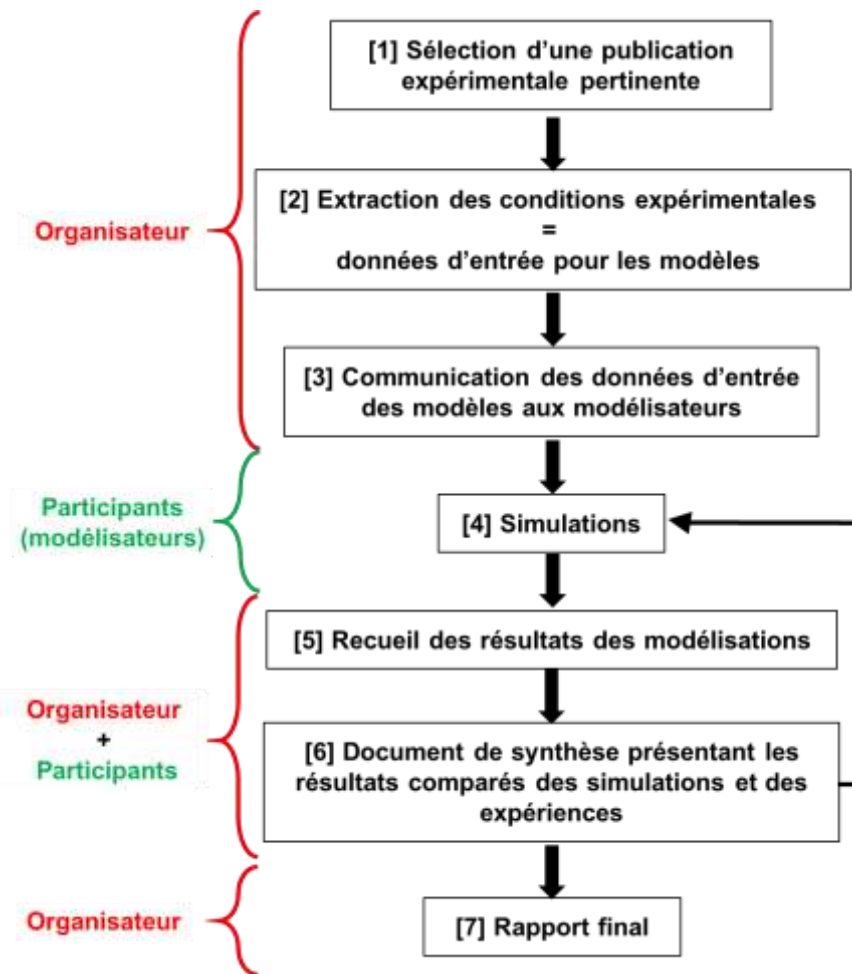 [1] Sélection d’une publication
expérimentale pertinente
[2] Extraction des conditions expérimentales
=
données d’entrée pour les modèles
Organisateur
[3] Communication des données d’entrée
des modèles aux modélisateurs
Participants
(modélisateurs)
[4] Simulations
[5] Recueil des résultats des modélisations
Organisateur
+
Participants
[6] Document de synthèse présentant les
résultats comparés des simulations et des
expériences
Organisateur
[7] Rapport final